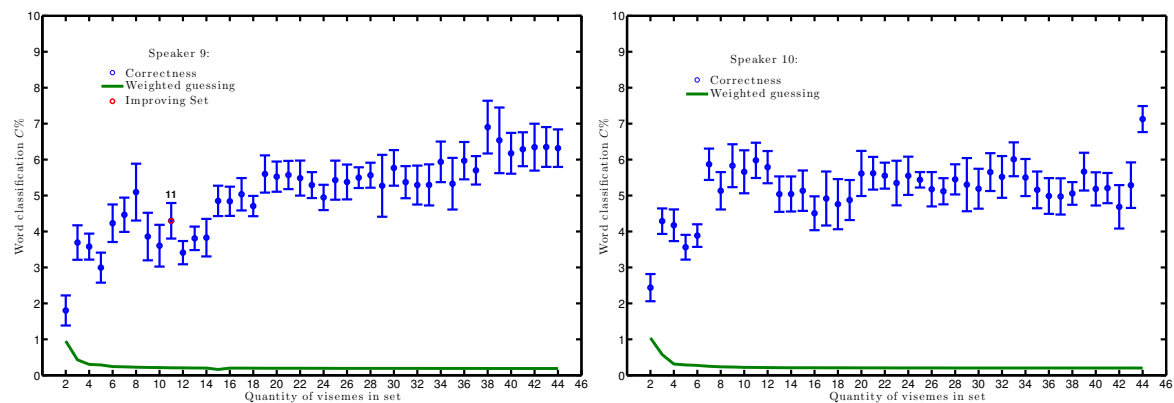 10
9
8
7
6
5
4
3
2
1
0
Word classification C%
Speaker 9:
Correctness
Weighted guessing
Improving Set
11
2 4 6 8 10 12 14 16 18 20 22 24 26 28 30 32 34 36 38 40 42 44 46
Quantity of visemes in set
10
9
8
7
6
5
4
3
2
1
0
Word classification C%
Speaker 10:
Correctness
Weighted guessing
2 4 6 8 10 12 14 16 18 20 22 24 26 28 30 32 34 36 38 40 42 44 46
Quantity of visemes in set